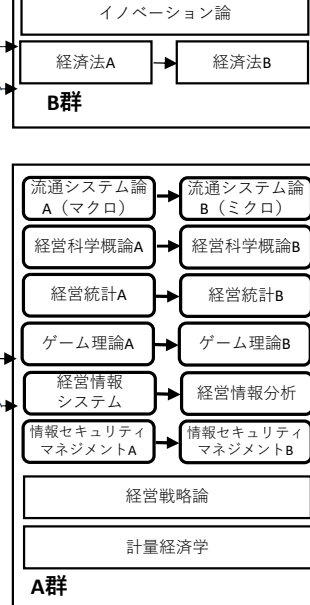 イノベーション論
経済法A
経済法B
B群
流通システム論
A（マクロ）
流通システム論
B（ミクロ）
経営科学概論A
経営科学概論B
経営統計A
経営統計B
ゲーム理論A
ゲーム理論B
経営情報
システム
経営情報分析
情報セキュリティ
マネジメントA
情報セキュリティ
マネジメントB
経営戦略論
計量経済学
A群